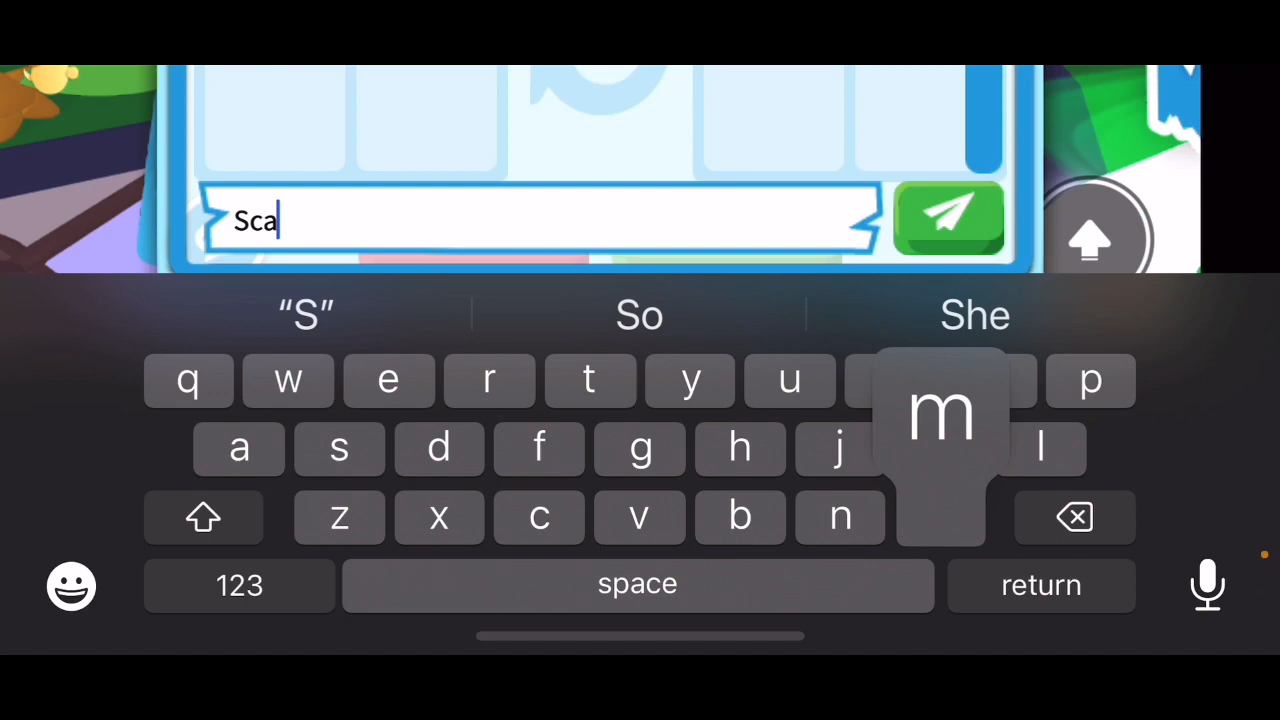 Sca
“S” So She
q w e r t y u p
a s d f g h j l
m
z x c v b n
123 space return